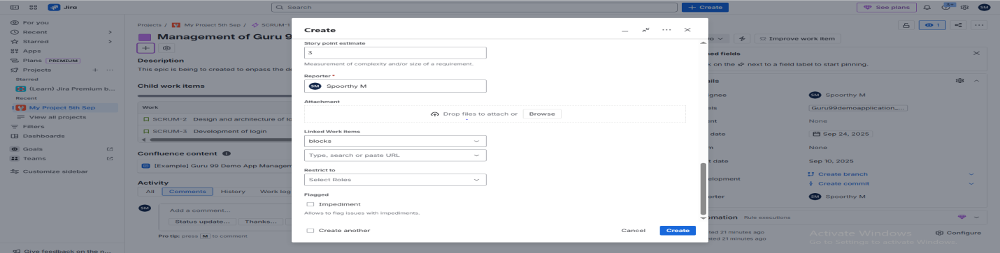 Jira
Search
+ Create
See plans
3+
SM
For you
Recent
Starred
Apps
Plans PREMIUM
Projects
Starred
(Learn) Jira Premium b...
Recent
My Project 5th Sep
View all projects
Filters
Dashboards
Goals
Teams
Customize sidebar
Give feedback on the n...
Projects / My Project 5th Sep / SCRUM-1
Management of Guru 9
Description
This epic is being to created to enpass the de
Child work items
Work
SCRUM-2 Design and architecture of lo
SCRUM-3 Development of login
Confluence content
[Example] Guru 99 Demo App Managem
Activity
All Comments History Work log
SM
Add a comment...
Status update... Thanks...
Pro tip: press M to comment
Create
Story point estimate
3
Measurement of complexity and/or size of a requirement.
Reporter *
SM Spoorthy M
Attachment
Drop files to attach or Browse
Linked Work items
blocks
Type, search or paste URL
Restrict to
Select Roles
Flagged
Impediment
Allows to flag issues with impediments.
Create another
Cancel Create
1
Improve work item
ned fields
k on the next to a field label to start pinning.
ails
gnee SM Spoorthy M
els Guru99demoapplication_...
ent None
date Sep 24, 2025
m None
t date Sep 10, 2025
elopment Create branch
Create commit
orter SM Spoorthy M
omation Rule executions
ted 21 minutes ago
ted 21 minutes ago
Configure
Activate Windows
Go to Settings to activate Windows.